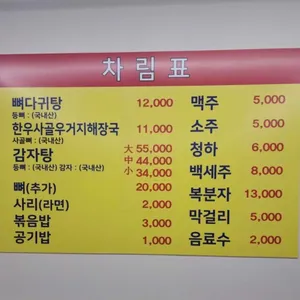 차림표
뼈다귀탕 12,000
등뼈 : (국내산)
한우사골우거지해장국 11,000
사골뼈 : (국내산)
감자탕 大 55,000
中 44,000
小 34,000
등뼈 : (국내산) 감자 : (국내산)
뼈(추가) 20,000
사리(라면) 2,000
볶음밥 3,000
공기밥 1,000
맥주 5,000
소주 5,000
청하 6,000
백세주 8,000
복분자 13,000
막걸리 5,000
음료수 2,000